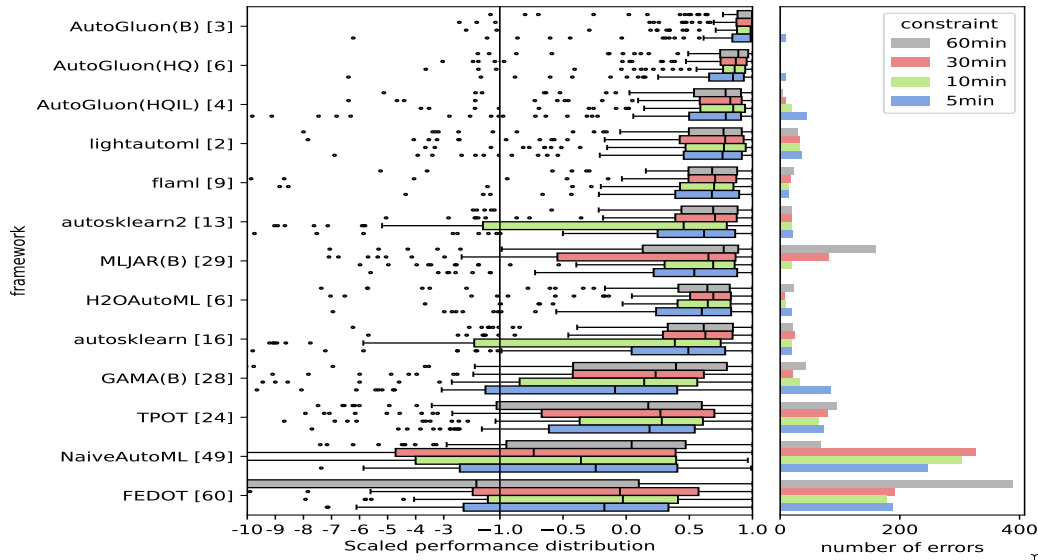 AutoGluon(B) [3]
AutoGluon(HQ) [6]
AutoGluon(HQIL) [4]
lightautoml [2]
flaml [9]
autosklearn2 [13]
MLJAR(B) [29]
H2OAutoML [6]
autosklearn [16]
GAMA(B) [28]
TPOT [24]
NaiveAutoML [49]
FEDOT [60]
framework
-10 -9 -8 -7 -6 -5 -4 -3 -2 -1.0 -0.5 0.0 0.5 1.0
Scaled performance distribution
constraint
60min
30min
10min
5min
0 200 400
number of errors